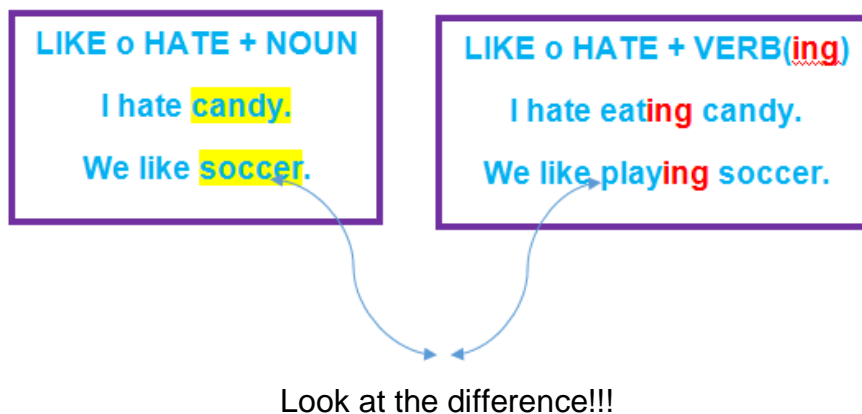 LIKE o HATE + NOUN
I hate candy.
We like soccer.
LIKE o HATE + VERB(ing)
I hate eating candy.
We like playing soccer.
Look at the difference!!!